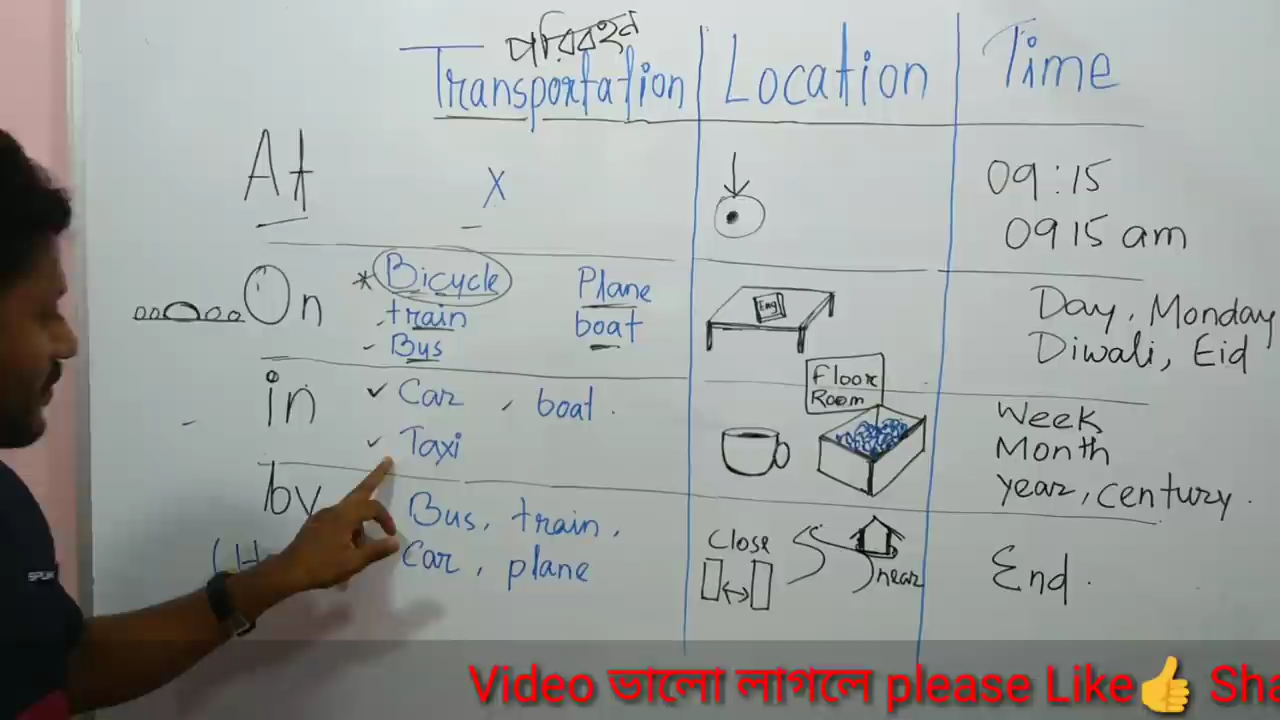 পরিবহন
Transportation Location Time
At X 09:15
0915 am
On * Bicycle Plane Eng Day, Monday
train boat Diwali, Eid
Bus
in Car, boat. Floor Week
Room Month
Taxi Year, century.
by Bus, train, Close near End.
(H
Car, plane
Video ভালো লাগলে please Like👍 Sha